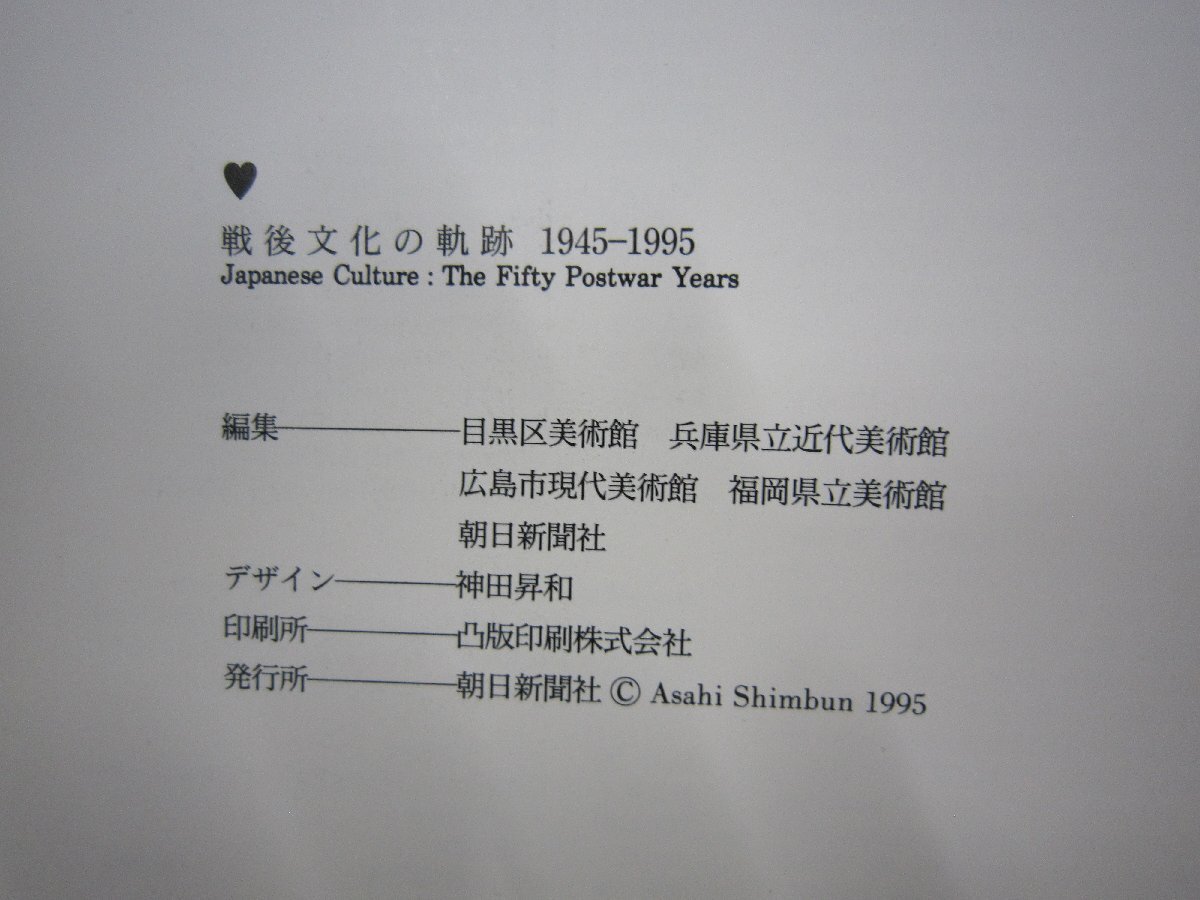 ♥
戦後文化の軌跡 1945–1995
Japanese Culture : The Fifty Postwar Years
編集――――――目黒区美術館　兵庫県立近代美術館
広島市現代美術館　福岡県立美術館
朝日新聞社
デザイン――――神田昇和
印刷所―――――凸版印刷株式会社
発行所―――――朝日新聞社 © Asahi Shimbun 1995